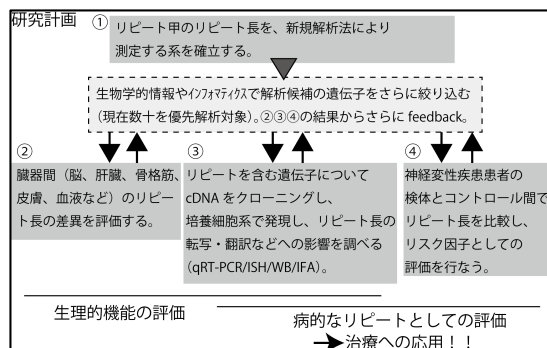 研究計画
①
リピート甲のリピート長を、新規解析法により
測定する系を確立する。
生物学的情報やインフォマティクスで解析候補の遺伝子をさらに絞り込む
(現在数十を優先解析対象)。②③④の結果からさらに feedback。
②
臓器間（脳、肝臓、骨格筋、
皮膚、血液など）のリピー
ト長の差異を評価する。
③
リピートを含む遺伝子について
cDNA をクローニングし、
培養細胞系で発現し、リピート長の
転写・翻訳などへの影響を調べる
(qRT-PCR/ISH/WB/IFA)。
④
神経変性疾患患者の
検体とコントロール間で
リピート長を比較し、
リスク因子としての
評価を行なう。
生理的機能の評価
病的なリピートとしての評価
治療への応用！！